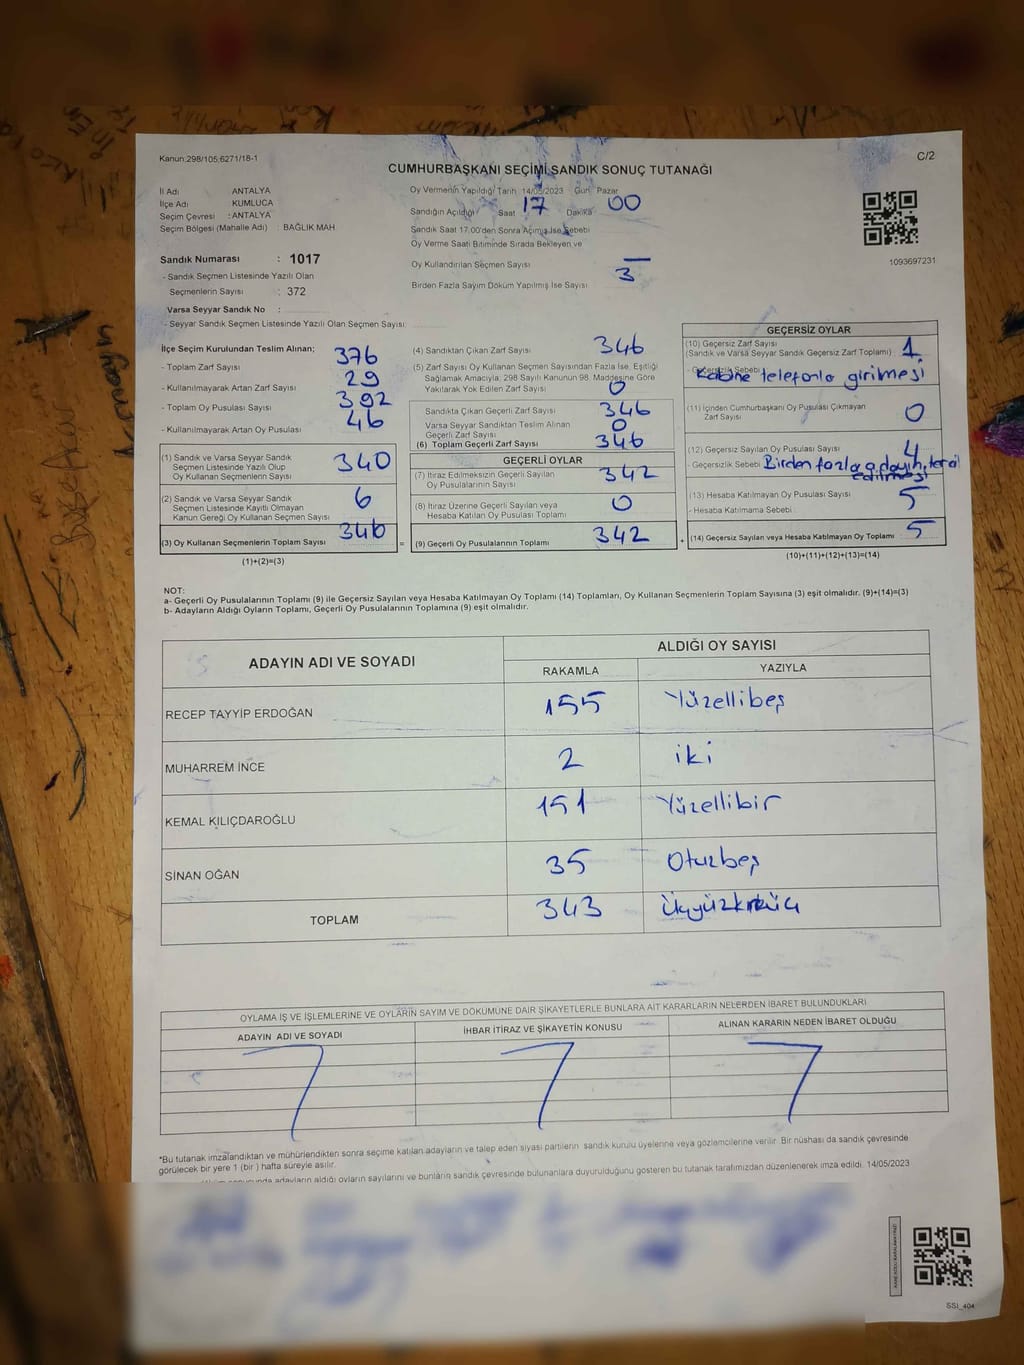 Kanun.298/105,6271/18-1
C/2
CUMHURBAŞKANI SEÇİMİ SANDIK SONUÇ TUTANAĞI
İl Adı ANTALYA
İlçe Adı KUMLUCA
Seçim Çevresi : ANTALYA
Seçim Bölgesi (Mahalle Adı) : BAĞLIK MAH.
Sandık Numarası : 1017
- Sandık Seçmen Listesinde Yazılı Olan
Seçmenlerin Sayısı : 372
Varsa Seyyar Sandık No :
- Seyyar Sandık Seçmen Listesinde Yazılı Olan Seçmen Sayısı:
Oy Vermenin Yapıldığı Tarih 14/05/2023 Gün Pazar
Sandığın Açıldığı Saat 17 Dakika 00
Sandık Saat 17.00'den Sonra Açılmış İse Sebebi
Oy Verme Saati Bitiminde Sırada Bekleyen ve
Oy Kullandırılan Seçmen Sayısı —
Birden Fazla Sayım Döküm Yapılmış İse Sayısı 3
1093697231
İlçe Seçim Kurulundan Teslim Alınan;
- Toplam Zarf Sayısı 376
- Kullanılmayarak Artan Zarf Sayısı 29
- Toplam Oy Pusulası Sayısı 392
- Kullanılmayarak Artan Oy Pusulası 46
(1) Sandık ve Varsa Seyyar Sandık
Seçmen Listesinde Yazılı Olup
Oy Kullanan Seçmenlerin Sayısı 340
(2) Sandık ve Varsa Seyyar Sandık
Seçmen Listesinde Kayıtlı Olmayan
Kanun Gereği Oy Kullanan Seçmen Sayısı 6
(3) Oy Kullanan Seçmenlerin Toplam Sayısı 346
=
(1)+(2)=(3)
(4) Sandıktan Çıkan Zarf Sayısı 346
(5) Zarf Sayısı Oy Kullanan Seçmen Sayısından Fazla İse, Eşitliği
Sağlamak Amacıyla, 298 Sayılı Kanunun 98. Maddesine Göre
Yakılarak Yok Edilen Zarf Sayısı 0
Sandıkta Çıkan Geçerli Zarf Sayısı 346
Varsa Seyyar Sandıktan Teslim Alınan
Geçerli Zarf Sayısı 0
(6) Toplam Geçerli Zarf Sayısı 346
GEÇERLİ OYLAR
(7) İtiraz Edilmeksizin Geçerli Sayılan
Oy Pusulalarının Sayısı 342
(8) İtiraz Üzerine Geçerli Sayılan veya
Hesaba Katılan Oy Pusulası Toplamı 0
(9) Geçerli Oy Pusulalarının Toplamı 342
+
GEÇERSİZ OYLAR
(10) Geçersiz Zarf Sayısı
(Sandık ve Varsa Seyyar Sandık Geçersiz Zarf Toplamı) 1
- Geçersizlik Sebebi Kabine telefonla girilmesi
(11) İçinden Cumhurbaşkanı Oy Pusulası Çıkmayan
Zarf Sayısı 0
(12) Geçersiz Sayılan Oy Pusulası Sayısı 4
- Geçersizlik Sebebi Birden fazla adayın
edilmesi
(13) Hesaba Katılmayan Oy Pusulası Sayısı 5
- Hesaba Katılmama Sebebi :
(14) Geçersiz Sayılan veya Hesaba Katılmayan Oy Toplamı 5
(10)+(11)+(12)+(13)=(14)
NOT:
a- Geçerli Oy Pusulalarının Toplamı (9) ile Geçersiz Sayılan veya Hesaba Katılmayan Oy Toplamı (14) Toplamları, Oy Kullanan Seçmenlerin Toplam Sayısına (3) eşit olmalıdır. (9)+(14)=(3)
b- Adayların Aldığı Oyların Toplamı, Geçerli Oy Pusulalarının Toplamına (9) eşit olmalıdır.
ADAYIN ADI VE SOYADI
ALDIĞI OY SAYISI
RAKAMLA YAZIYLA
RECEP TAYYİP ERDOĞAN 155 Yüzellibeş
MUHARREM İNCE 2 iki
KEMAL KILIÇDAROĞLU 151 Yüzellibir
SİNAN OĞAN 35 Otuzbeş
TOPLAM 343
OYLAMA İŞ VE İŞLEMLERİNE VE OYLARIN SAYIM VE DÖKÜMÜNE DAİR ŞİKAYETLERLE BUNLARA AİT KARARLARIN NELERDEN İBARET BULUNDUKLARI
ADAYIN ADI VE SOYADI İHBAR İTİRAZ VE ŞİKAYETİN KONUSU ALINAN KARARIN NEDEN İBARET OLDUĞU
*Bu tutanak imzalandıktan ve mühürlendikten sonra seçime katılan adayların ve talep eden siyasi partilerin sandık kurulu üyelerine veya gözlemcilerine verilir. Bir nüshası da sandık çevresinde
görülecek bir yere 1 (bir ) hafta süreyle asılır.
adayların aldığı oyların sayılarını ve bunların sandık çevresinde bulunanlara duyurulduğunu gösteren bu tutanak tarafımızdan düzenlenerek imza edildi. 14/05/2023
SSI_404